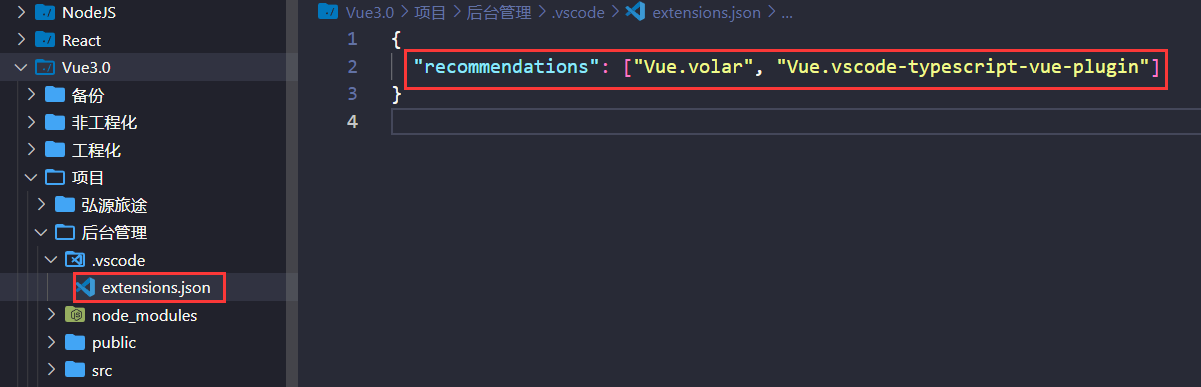 NodeJS
React
Vue3.0
备份
非工程化
工程化
项目
弘源旅途
后台管理
.vscode
extensions.json
node_modules
public
src
Vue3.0 > 项目 > 后台管理 > .vscode > extensions.json > ...
1 {
2 "recommendations": ["Vue.volar", "Vue.vscode-typescript-vue-plugin"]
3 }
4